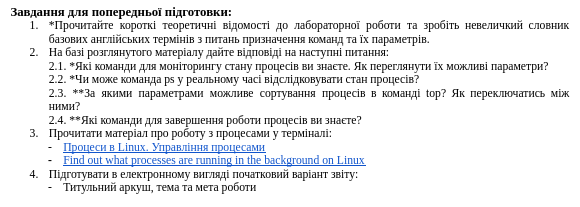 Завдання для попередньої підготовки:
1. *Прочитайте короткі теоретичні відомості до лабораторної роботи та зробіть невеличкий словник
базових англійських термінів з питань призначення команд та їх параметрів.
2. На базі розглянутого матеріалу дайте відповіді на наступні питання:
2.1. *Які команди для моніторингу стану процесів ви знаєте. Як переглянути їх можливі параметри?
2.2. *Чи може команда ps у реальному часі відслідковувати стан процесів?
2.3. **За якими параметрами можливе сортування процесів в команді top? Як переключатись між
ними?
2.4. **Які команди для завершення роботи процесів ви знаєте?
3. Прочитати матеріал про роботу з процесами у терміналі:
- Процеси в Linux. Управління процесами
- Find out what processes are running in the background on Linux
4. Підготувати в електронному вигляді початковий варіант звіту:
- Титульний аркуш, тема та мета роботи